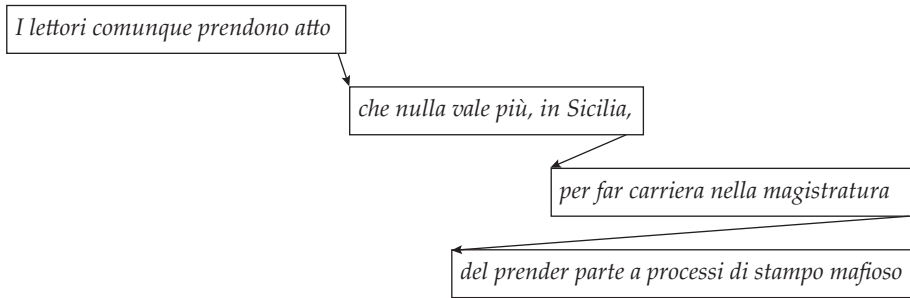 I lettori comunque prendono atto
che nulla vale più, in Sicilia,
per far carriera nella magistratura
del prender parte a processi di stampo mafioso